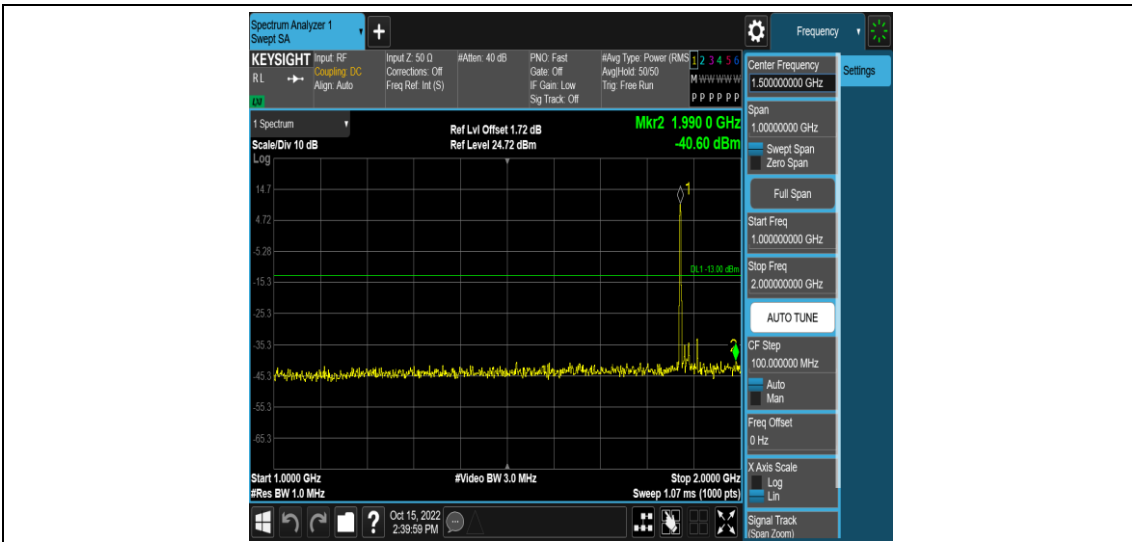 Spectrum Analyzer 1
Swept SA
+
Frequency
KEYSIGHT
RL
LXI
Input: RF
Coupling: DC
Align: Auto
Input Z: 50 Ω
Corrections: Off
Freq Ref: Int (S)
#Atten: 40 dB
PNO: Fast
Gate: Off
IF Gain: Low
Sig Track: Off
#Avg Type: Power (RMS
Avg|Hold: 50/50
Trig: Free Run
1 2 3 4 5 6
M W W W W W
P P P P P P
1 Spectrum
Scale/Div 10 dB
Log
Ref Lvl Offset 1.72 dB
Ref Level 24.72 dBm
Mkr2 1.990 0 GHz
-40.60 dBm
14.7
4.72
-5.28
-15.3
-25.3
-35.3
-45.3
-55.3
-65.3
1
DL1 -13.00 dBm
2
Start 1.0000 GHz
#Res BW 1.0 MHz
#Video BW 3.0 MHz
Stop 2.0000 GHz
Sweep 1.07 ms (1000 pts)
?
Oct 15, 2022
2:39:59 PM
Center Frequency
1.500000000 GHz
Settings
Span
1.00000000 GHz
Swept Span
Zero Span
Full Span
Start Freq
1.000000000 GHz
Stop Freq
2.000000000 GHz
AUTO TUNE
CF Step
100.000000 MHz
Auto
Man
Freq Offset
0 Hz
X Axis Scale
Log
Lin
Signal Track
(Span Zoom)